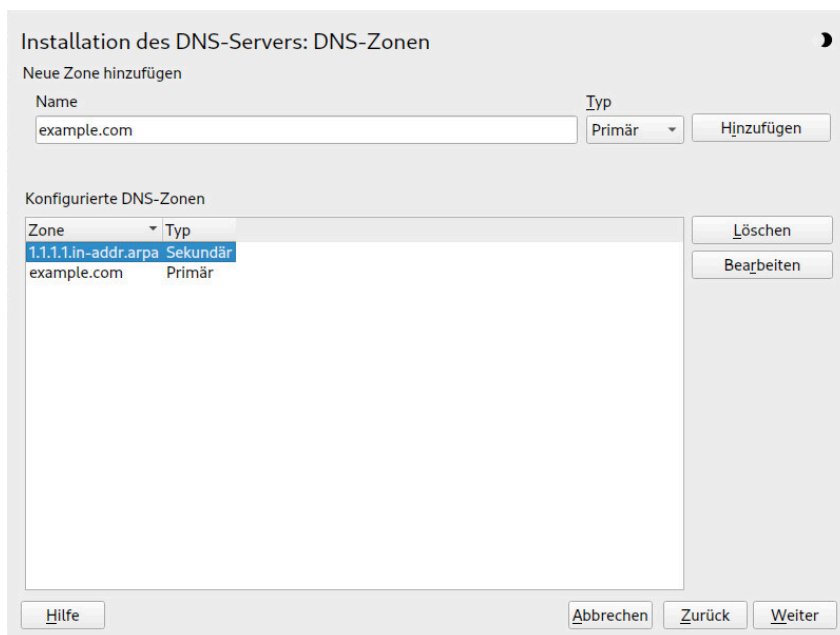 Installation des DNS-Servers: DNS-Zonen
Neue Zone hinzufügen
Name Typ
example.com Primär Hinzufügen
Konfigurierte DNS-Zonen
Zone Typ Löschen
1.1.1.1.in-addr.arpa Sekundär
example.com Primär Bearbeiten
Hilfe Abbrechen Zurück Weiter